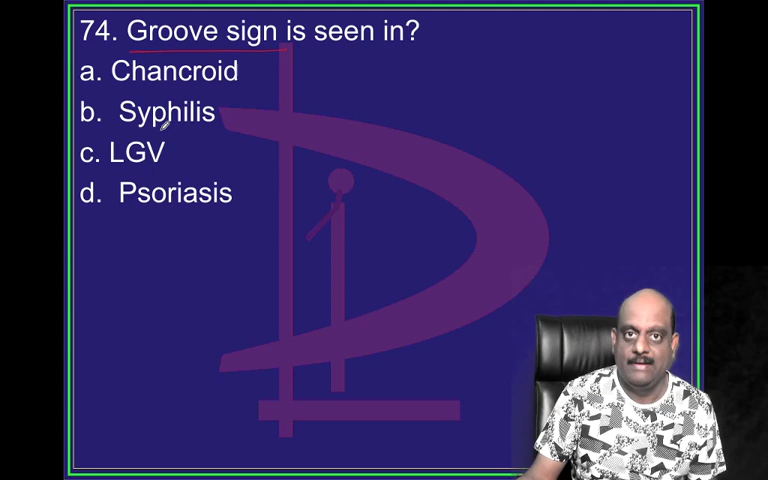 74. Groove sign is seen in?
a. Chancroid
b. Syphilis
c. LGV
d. Psoriasis